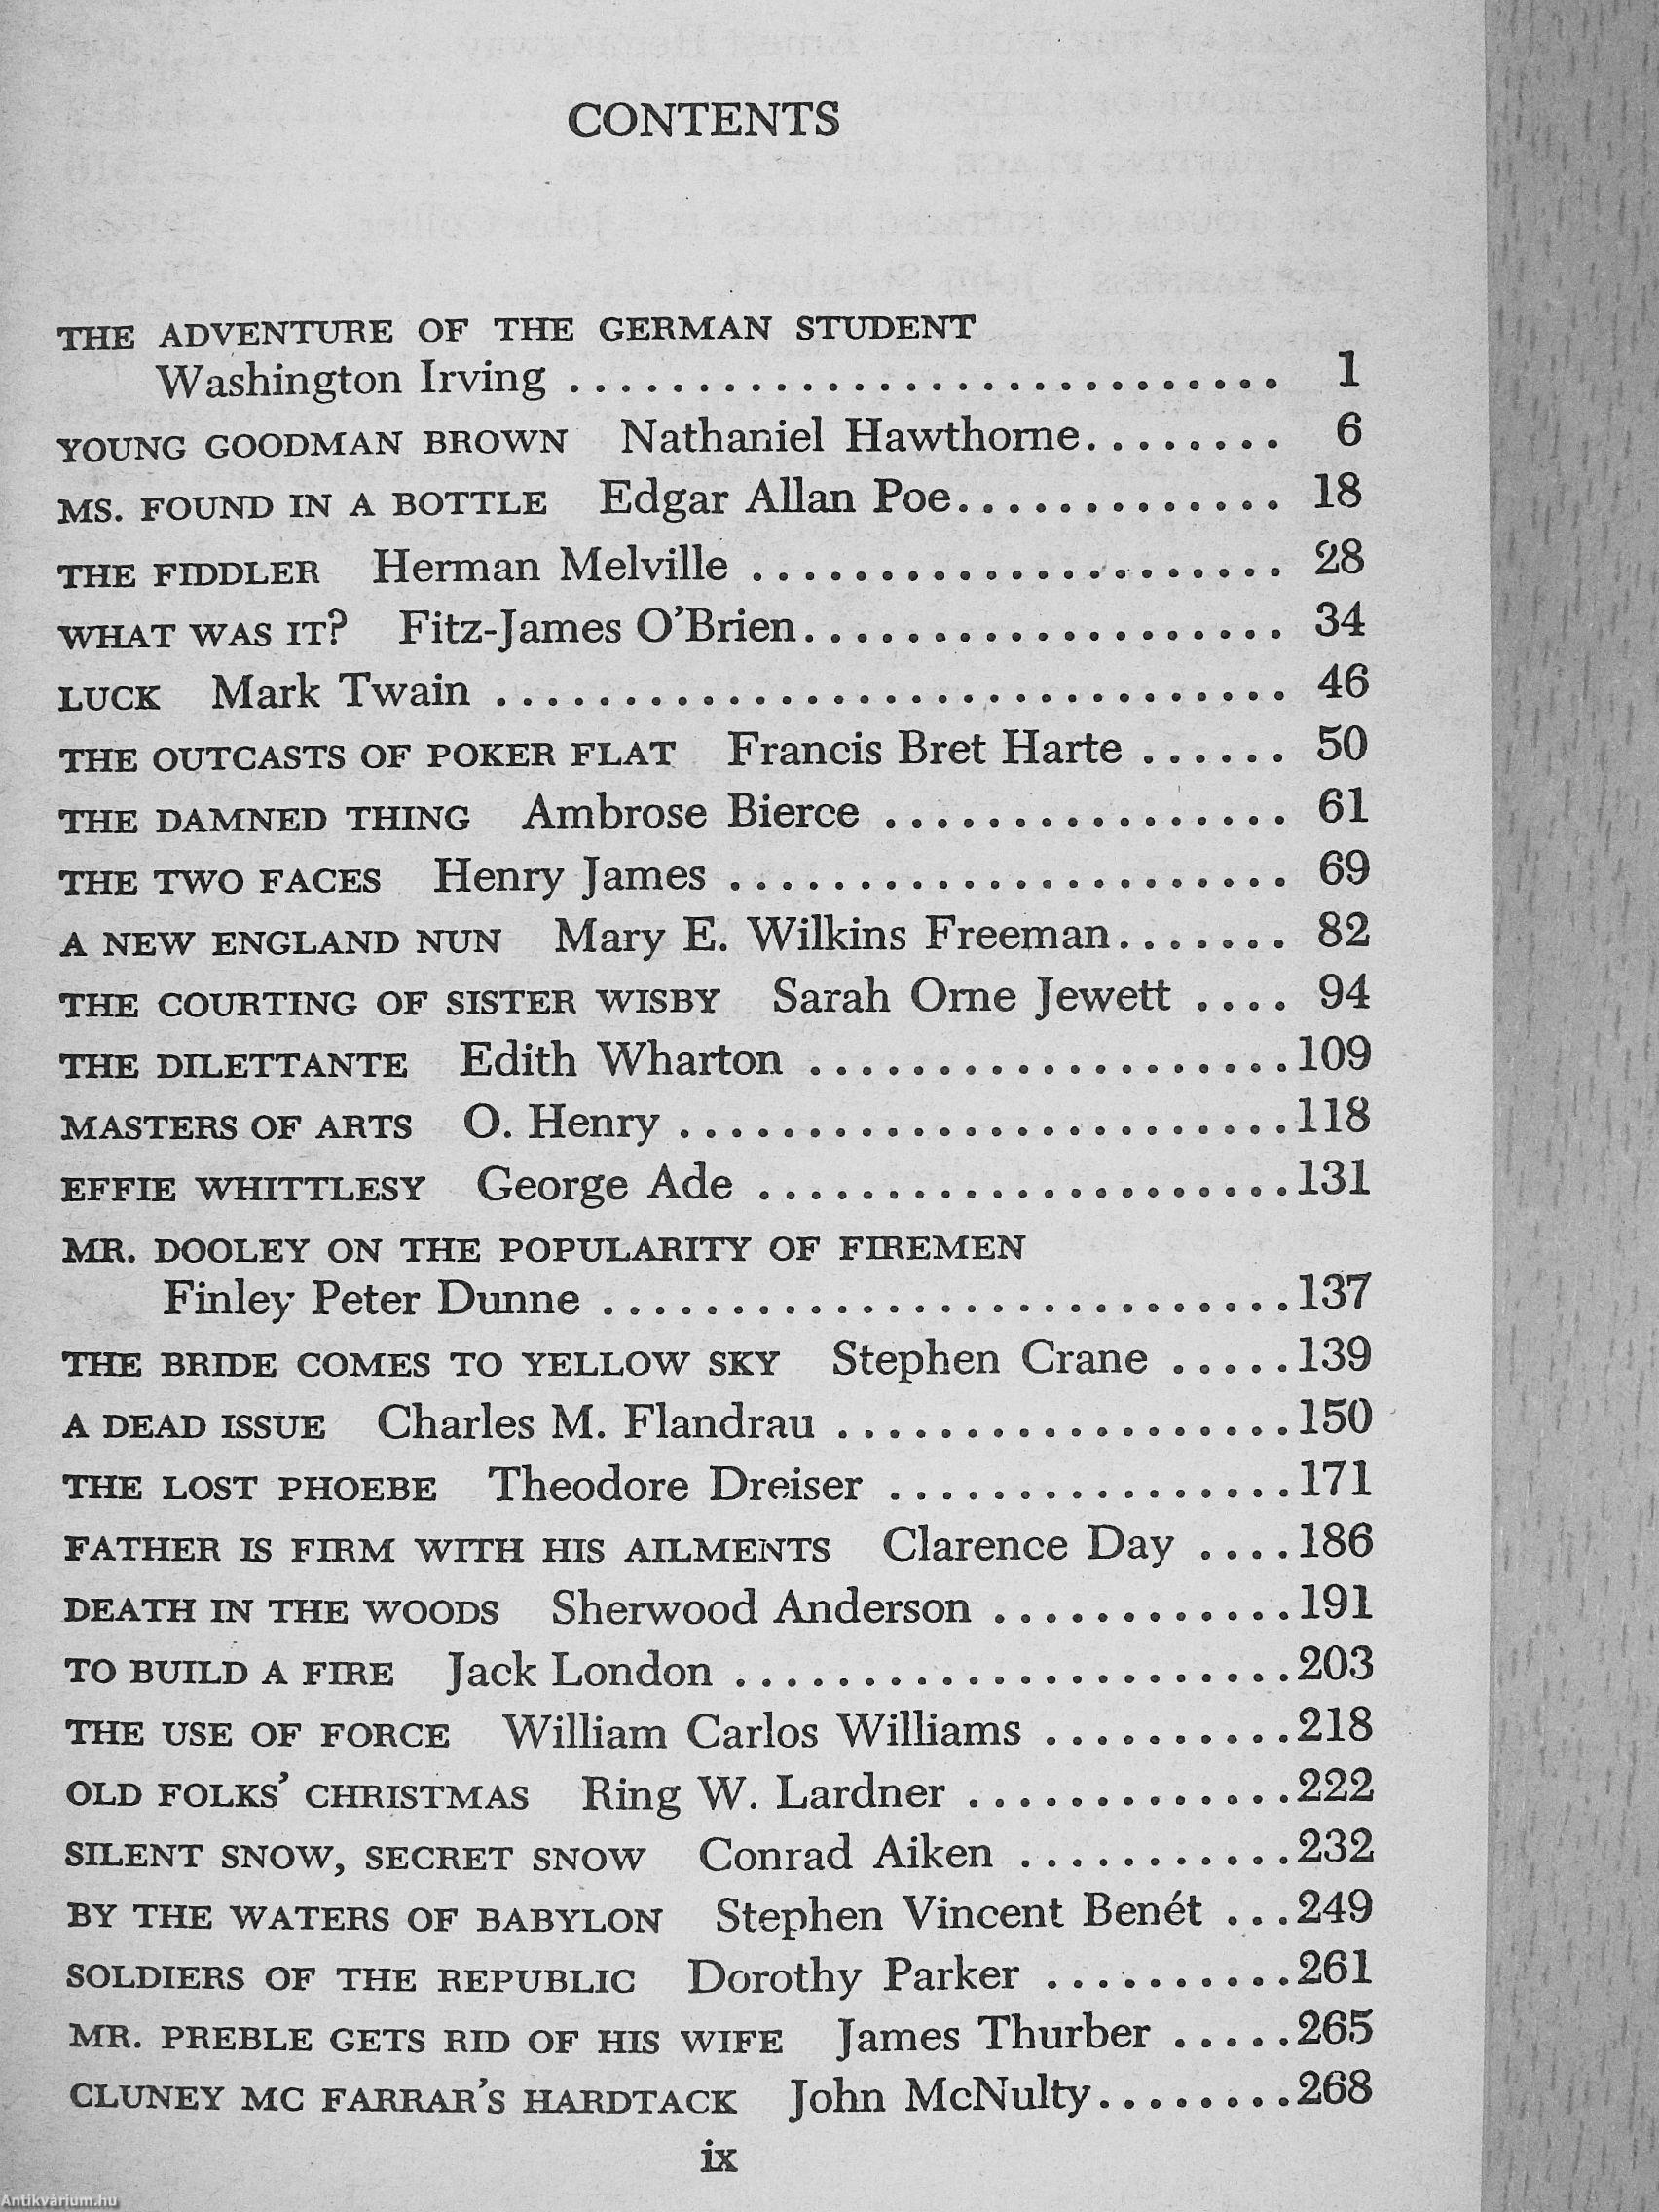 CONTENTS
THE ADVENTURE OF THE GERMAN STUDENT
Washington Irving ............................ 1
YOUNG GOODMAN BROWN Nathaniel Hawthorne........ 6
MS. FOUND IN A BOTTLE Edgar Allan Poe............. 18
THE FIDDLER Herman Melville ..................... 28
WHAT WAS IT? Fitz-James O'Brien................... 34
LUCK Mark Twain ............................... 46
THE OUTCASTS OF POKER FLAT Francis Bret Harte ...... 50
THE DAMNED THING Ambrose Bierce ................ 61
THE TWO FACES Henry James ...................... 69
A NEW ENGLAND NUN Mary E. Wilkins Freeman....... 82
THE COURTING OF SISTER WISBY Sarah Orne Jewett .... 94
THE DILETTANTE Edith Wharton ...................109
MASTERS OF ARTS O. Henry ........................118
EFFIE WHITTLESY George Ade .....................131
MR. DOOLEY ON THE POPULARITY OF FIREMEN
Finley Peter Dunne ...........................137
THE BRIDE COMES TO YELLOW SKY Stephen Crane .....139
A DEAD ISSUE Charles M. Flandrau ..................150
THE LOST PHOEBE Theodore Dreiser ................171
FATHER IS FIRM WITH HIS AILMENTS Clarence Day ....186
DEATH IN THE WOODS Sherwood Anderson ............191
TO BUILD A FIRE Jack London ......................203
THE USE OF FORCE William Carlos Williams ..........218
OLD FOLKS' CHRISTMAS Ring W. Lardner .............222
SILENT SNOW, SECRET SNOW Conrad Aiken ...........232
BY THE WATERS OF BABYLON Stephen Vincent Benét ...249
SOLDIERS OF THE REPUBLIC Dorothy Parker ..........261
MR. PREBLE GETS RID OF HIS WIFE James Thurber .....265
CLUNEY MC FARRAR'S HARDTACK John McNulty........268
ix
Antikvárium.hu